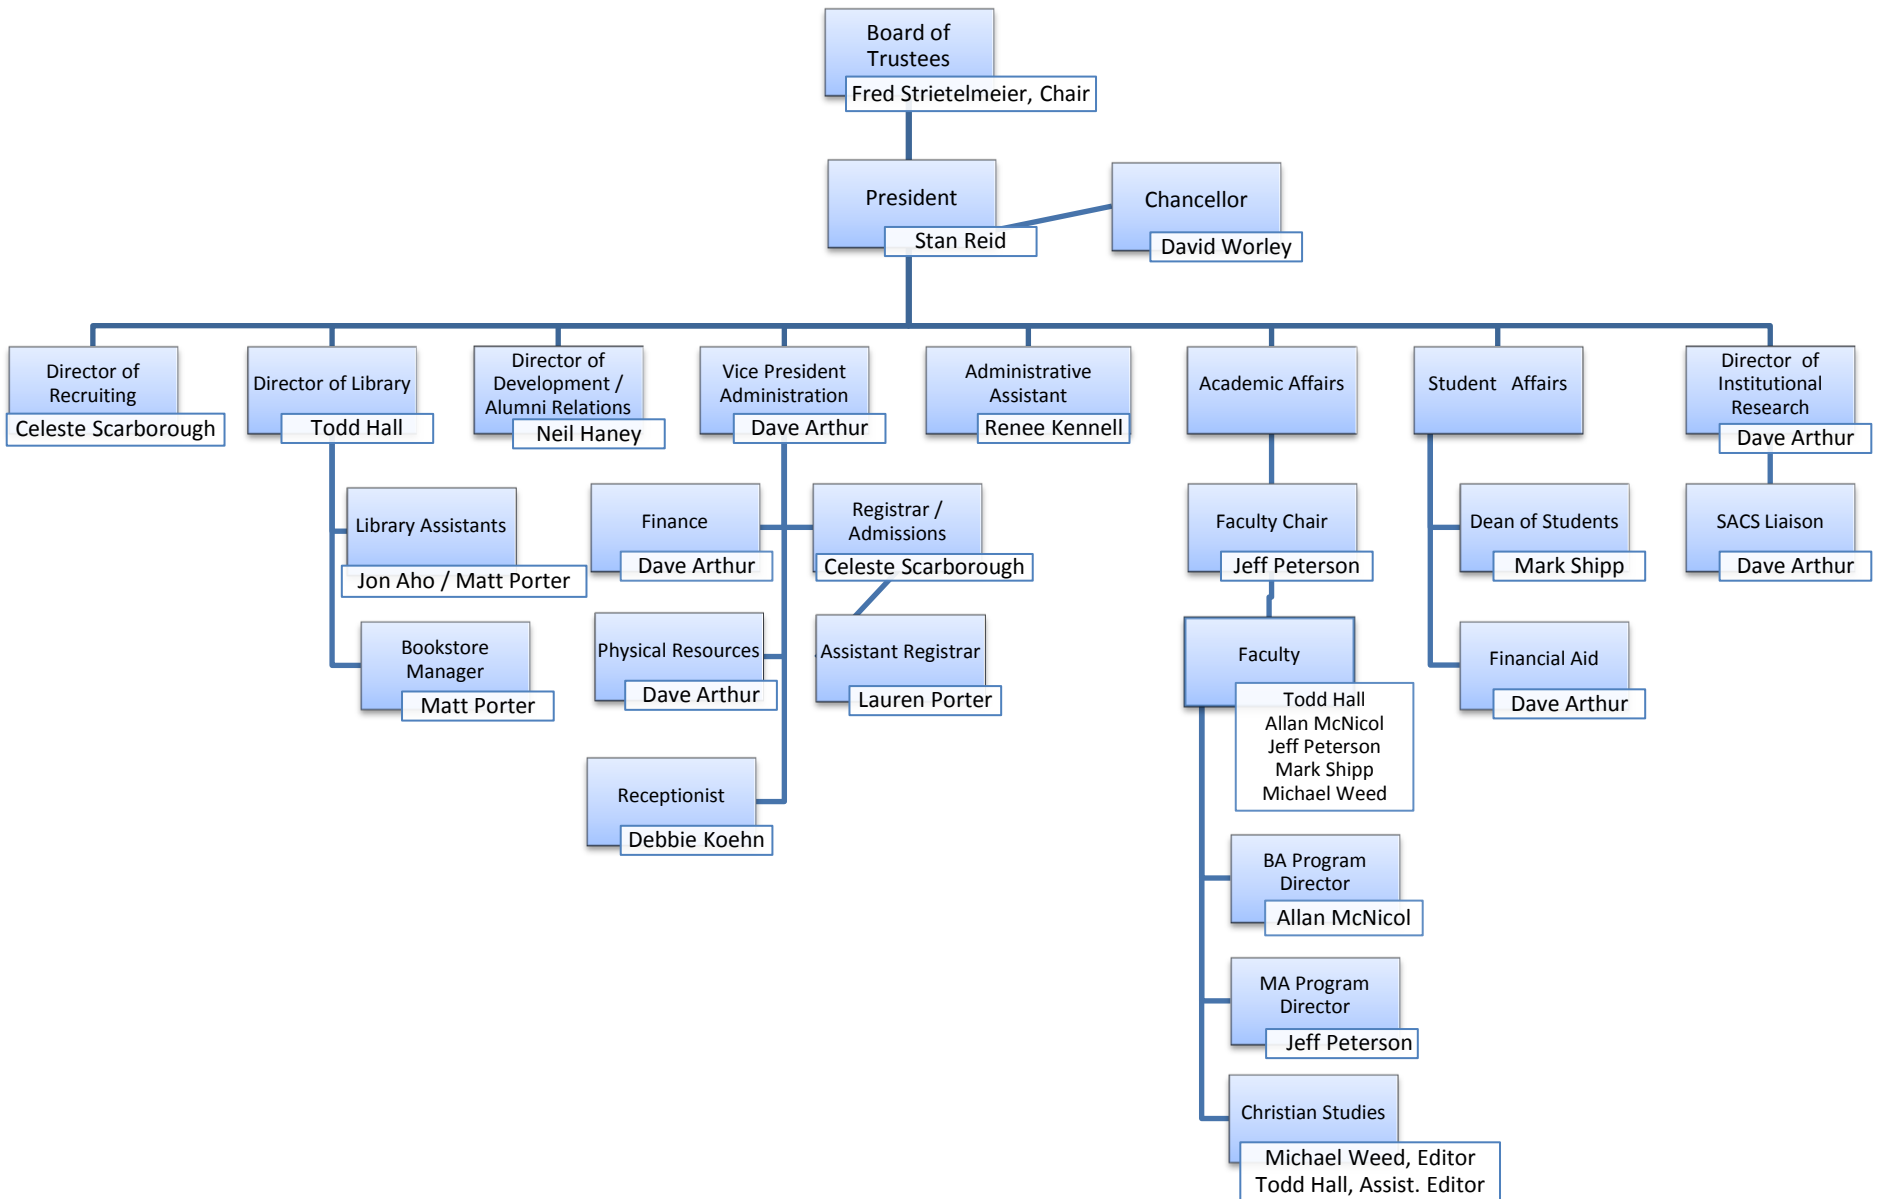 Board of
Trustees
Fred Strietelmeier, Chair
President
Stan Reid
Chancellor
David Worley
Director of
Recruiting
Celeste Scarborough
Director of Library
Todd Hall
Director of
Development /
Alumni Relations
Neil Haney
Vice President
Administration
Dave Arthur
Administrative
Assistant
Renee Kennell
Academic Affairs
Student Affairs
Director of
Institutional
Research
Dave Arthur
Library Assistants
Jon Aho / Matt Porter
Bookstore
Manager
Matt Porter
Finance
Dave Arthur
Registrar /
Admissions
Celeste Scarborough
Physical Resources
Dave Arthur
Assistant Registrar
Lauren Porter
Receptionist
Debbie Koehn
Faculty Chair
Jeff Peterson
Faculty
Todd Hall
Allan McNicol
Jeff Peterson
Mark Shipp
Michael Weed
BA Program
Director
Allan McNicol
MA Program
Director
Jeff Peterson
Christian Studies
Michael Weed, Editor
Todd Hall, Assist. Editor
Dean of Students
Mark Shipp
Financial Aid
Dave Arthur
SACS Liaison
Dave Arthur